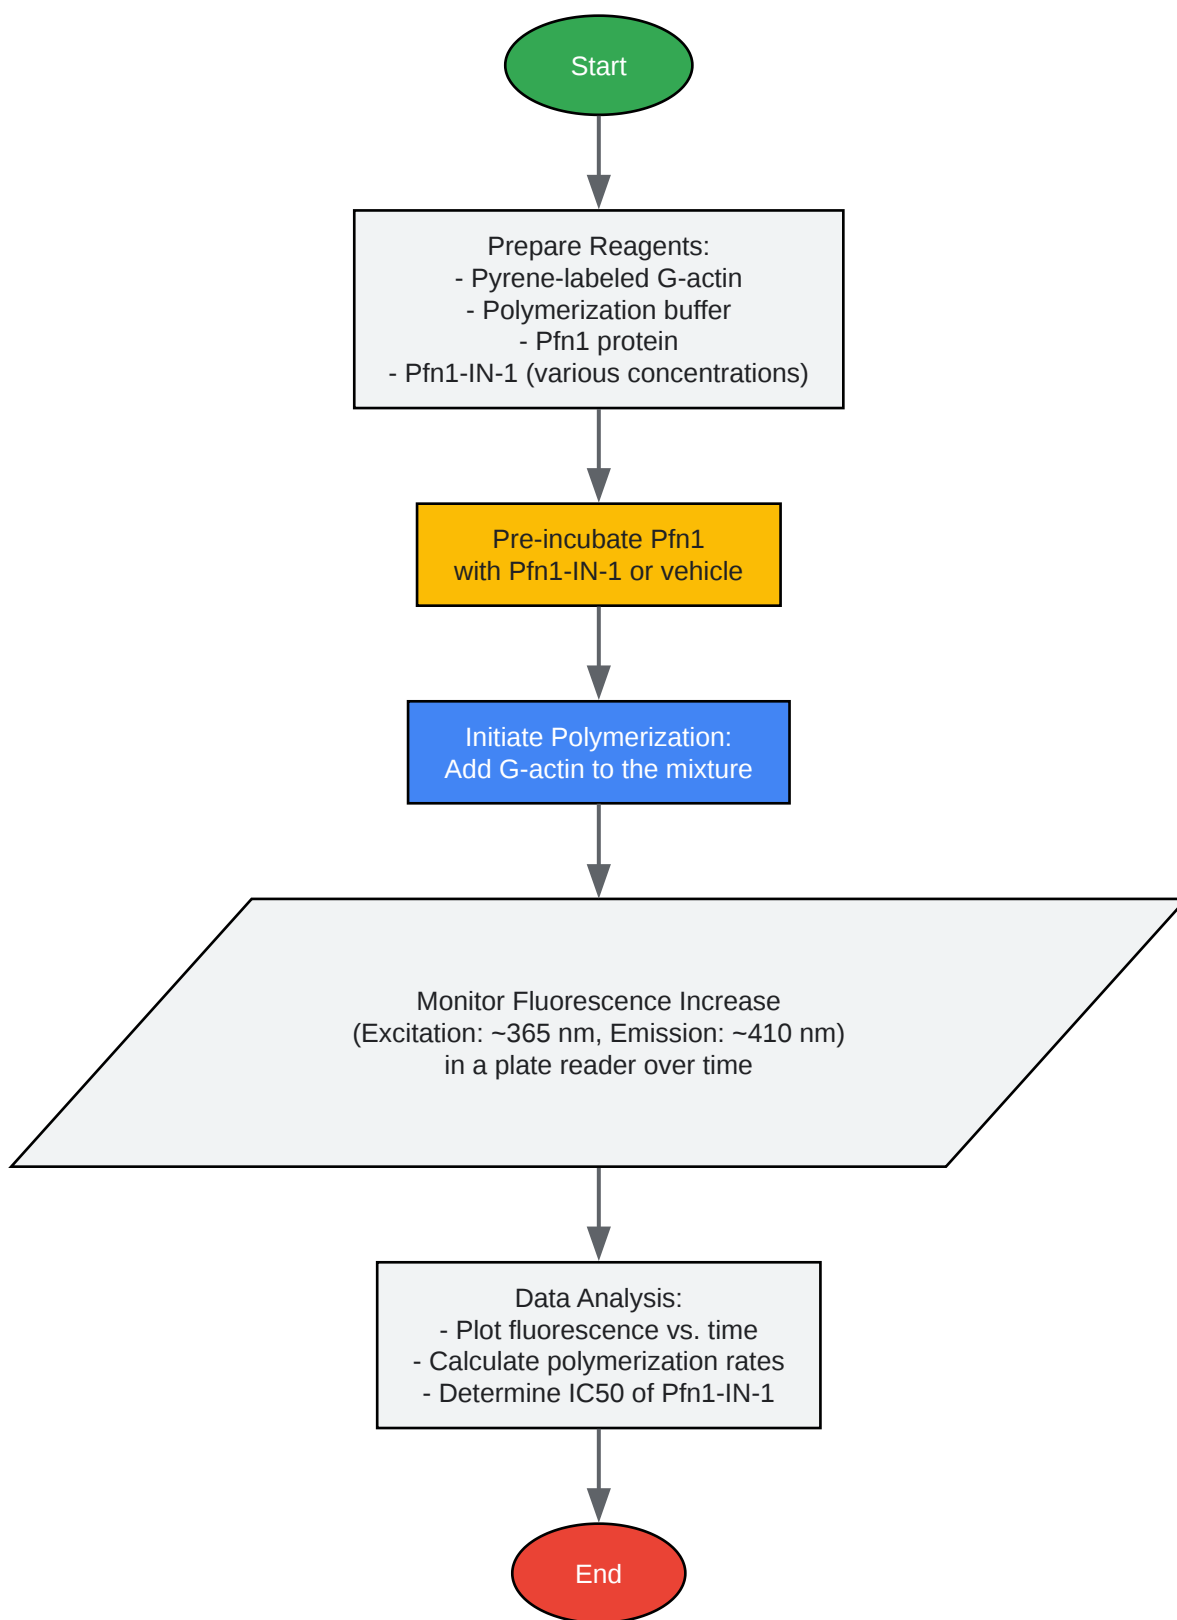 Start
Prepare Reagents:
- Pyrene-labeled G-actin
- Polymerization buffer
- Pfn1 protein
- Pfn1-IN-1 (various concentrations)
Pre-incubate Pfn1
with Pfn1-IN-1 or vehicle
Initiate Polymerization:
Add G-actin to the mixture
Monitor Fluorescence Increase
(Excitation: ~365 nm, Emission: ~410 nm)
in a plate reader over time
Data Analysis:
- Plot fluorescence vs. time
- Calculate polymerization rates
- Determine IC50 of Pfn1-IN-1
End